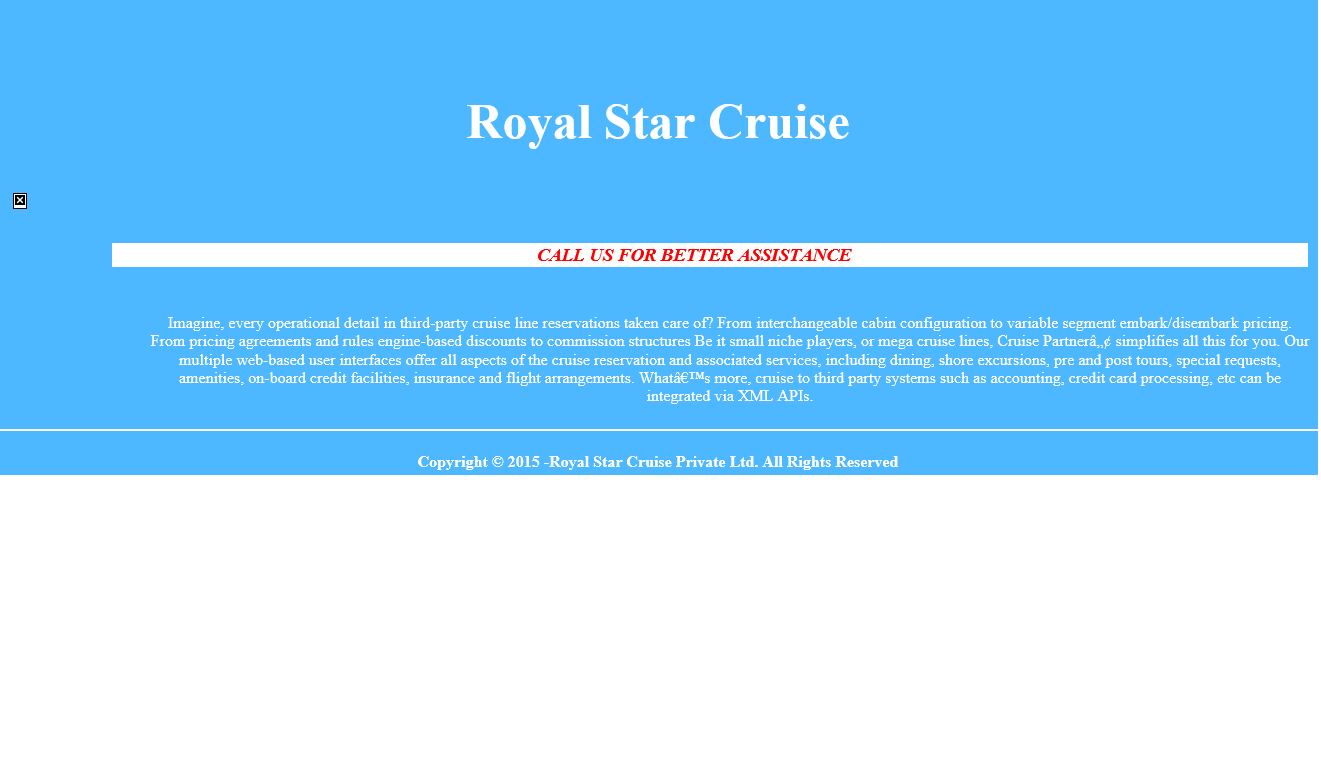 Royal Star Cruise
CALL US FOR BETTER ASSISTANCE
Imagine, every operational detail in third-party cruise line reservations taken care of? From interchangeable cabin configuration to variable segment embark/disembark pricing.
From pricing agreements and rules engine-based discounts to commission structures Be it small niche players, or mega cruise lines, Cruise Partnerâ„¢ simplifies all this for you. Our
multiple web-based user interfaces offer all aspects of the cruise reservation and associated services, including dining, shore excursions, pre and post tours, special requests,
amenities, on-board credit facilities, insurance and flight arrangements. Whatâ€™s more, cruise to third party systems such as accounting, credit card processing, etc can be
integrated via XML APIs.
Copyright © 2015 -Royal Star Cruise Private Ltd. All Rights Reserved